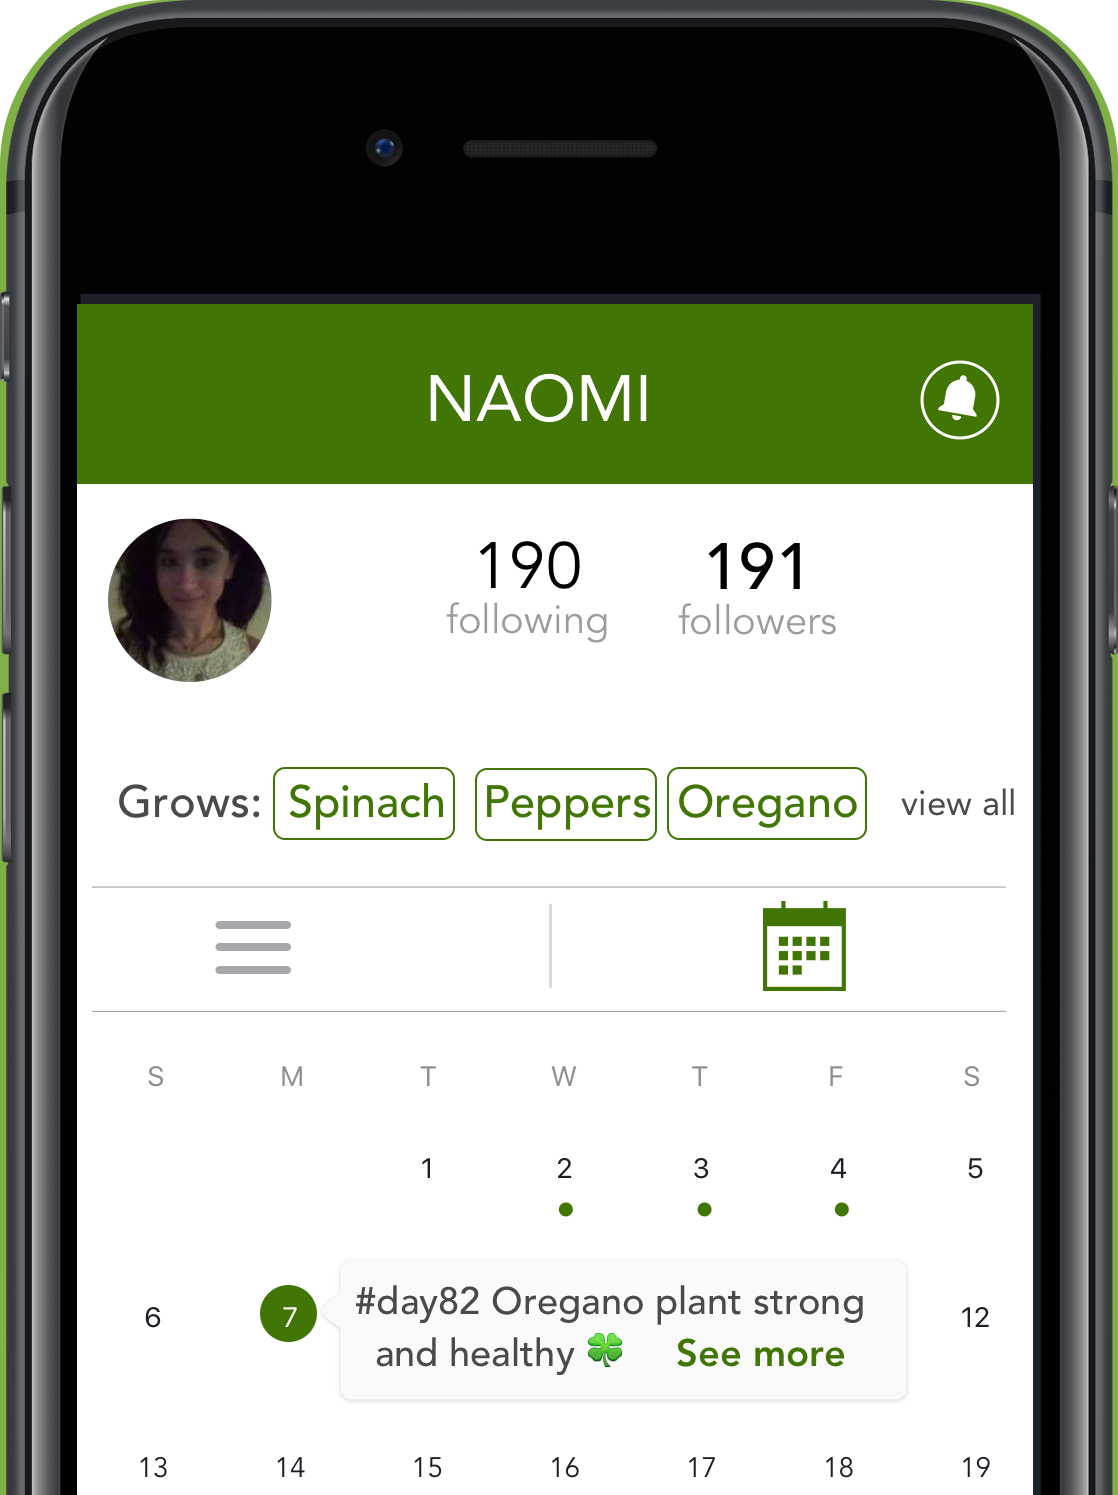 NAOMI
190 191
following followers
Grows: Spinach Peppers Oregano view all
S M T W T F S
1 2 3 4 5
6 7 #day82 Oregano plant strong 12
and healthy 🍀 See more
13 14 15 16 17 18 19